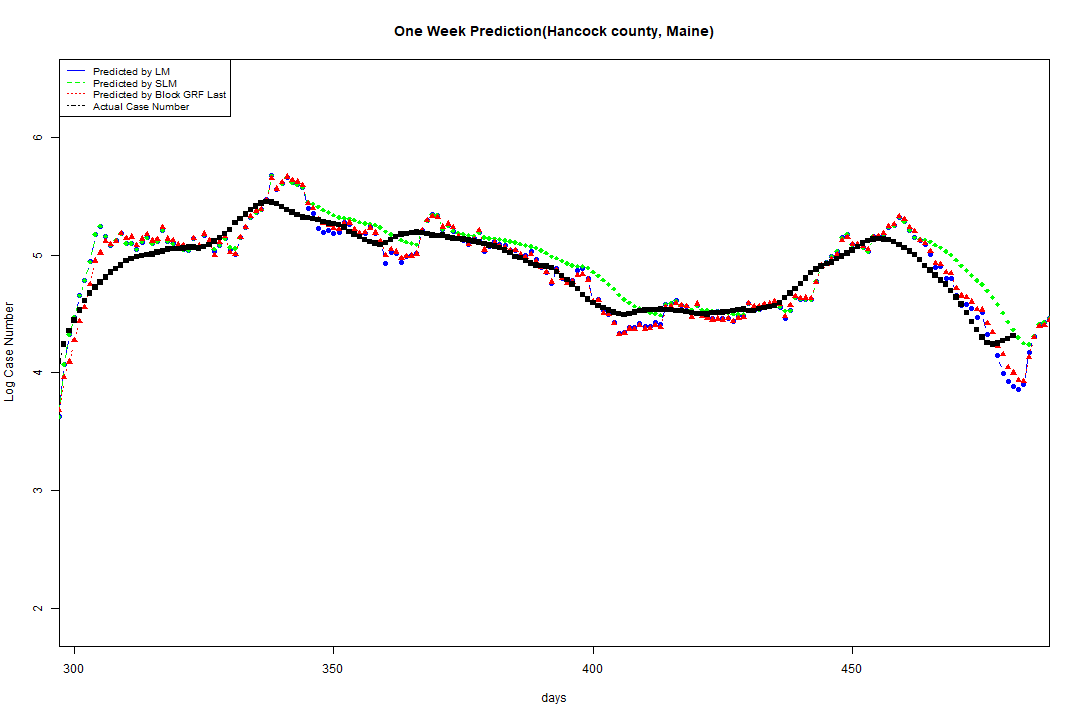 One Week Prediction(Hancock county, Maine)
Predicted by LM
Predicted by SLM
Predicted by Block GRF Last
Actual Case Number
6
5
4
3
2
Log Case Number
300
350
400
450
days